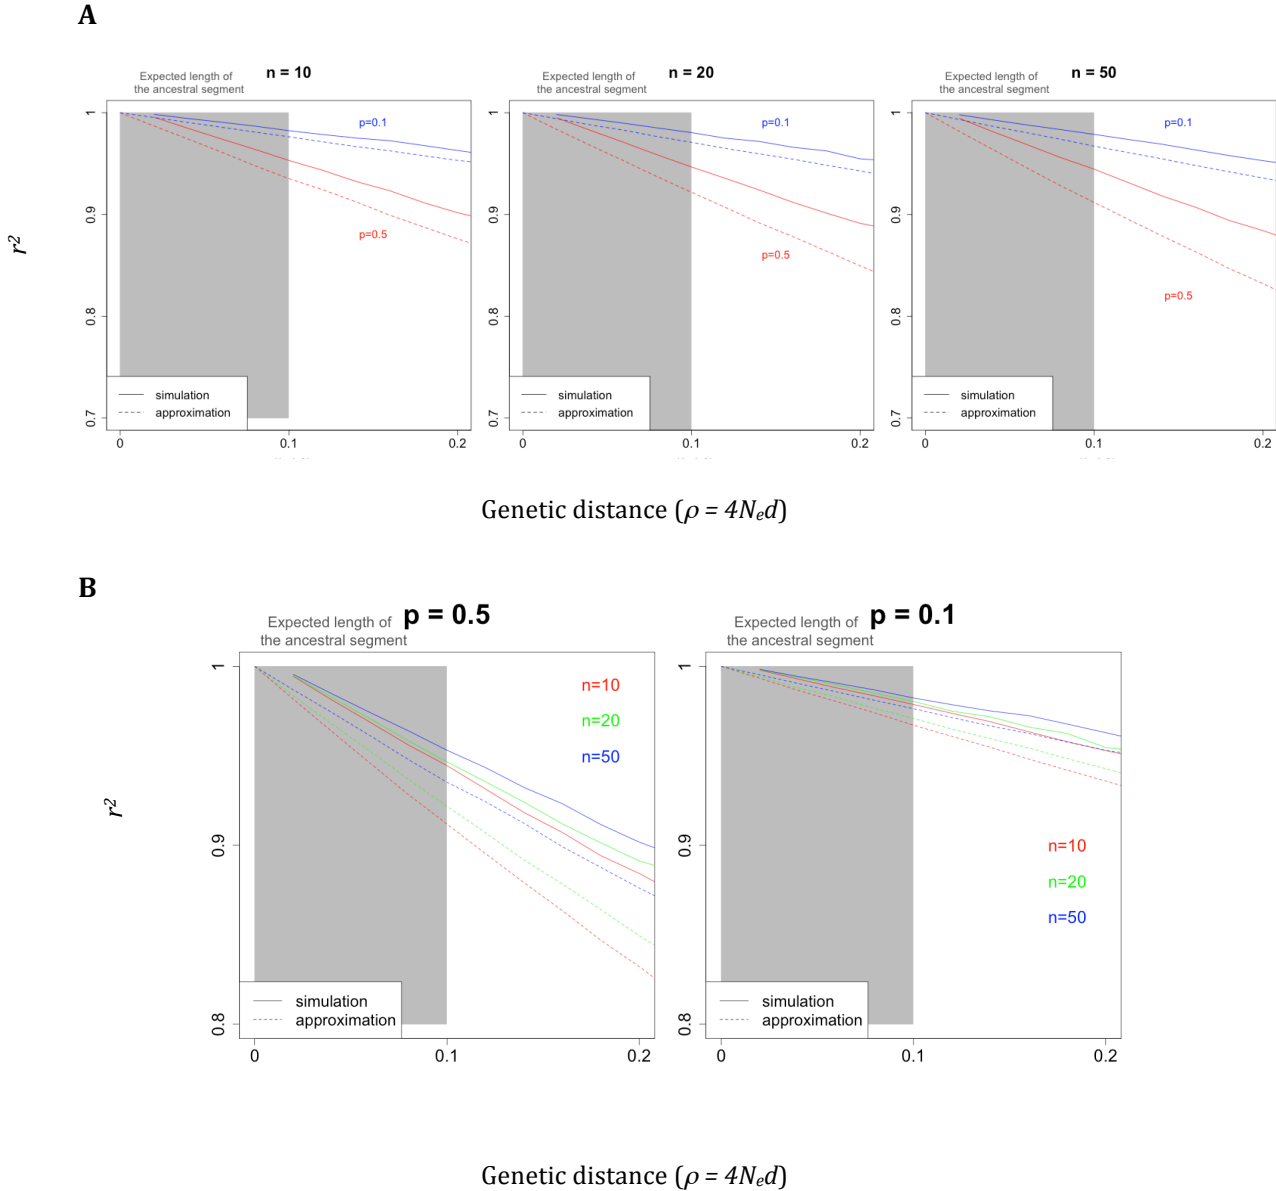 A
Expected length of
the ancestral segment
n = 10
Expected length of
the ancestral segment
n = 20
Expected length of
the ancestral segment
n = 50
r²
1
0.9
0.8
0.7
p=0.1
p=0.5
simulation
approximation
0
0.1
0.2
1
0.9
0.8
0.7
p=0.1
p=0.5
simulation
approximation
0
0.1
0.2
1
0.9
0.8
0.7
p=0.1
p=0.5
simulation
approximation
0
0.1
0.2
Genetic distance (ρ = 4Nₑd)
B
Expected length of
the ancestral segment
p = 0.5
Expected length of
the ancestral segment
p = 0.1
r²
1
0.9
0.8
n=10
n=20
n=50
simulation
approximation
0
0.1
0.2
1
0.9
0.8
n=10
n=20
n=50
simulation
approximation
0
0.1
0.2
Genetic distance (ρ = 4Nₑd)